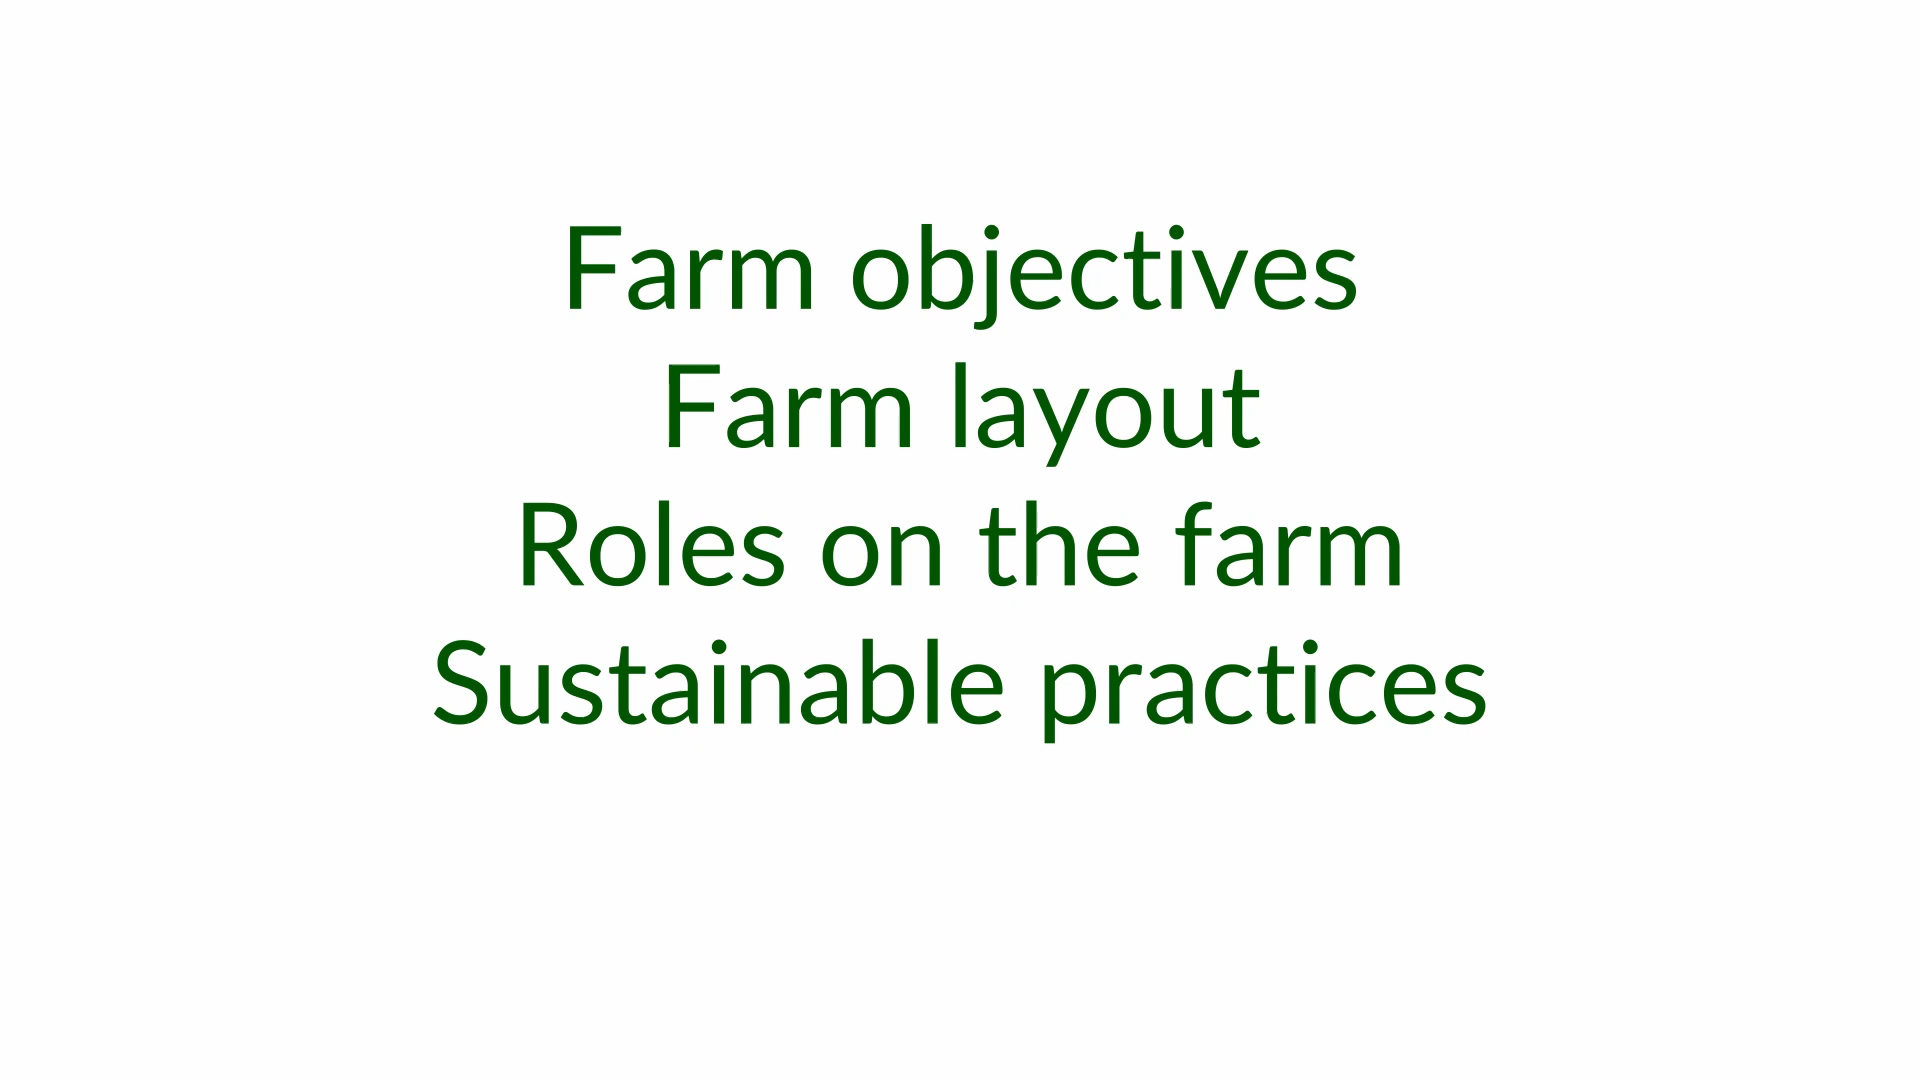 Farm objectives
Farm layout
Roles on the farm
Sustainable practices